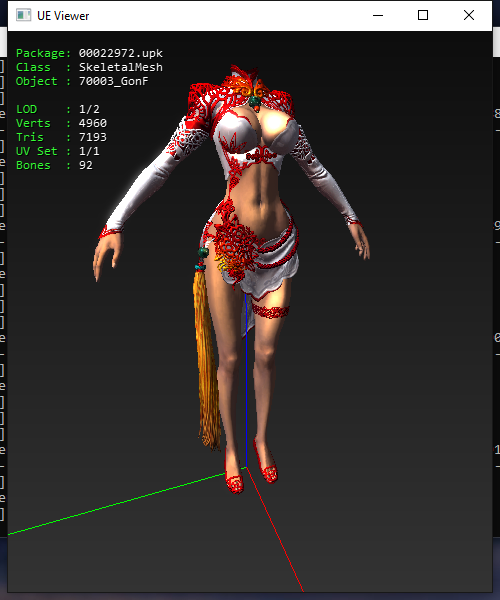 UE Viewer
Package: 00022972.upk
Class  : SkeletalMesh
Object : 70003_GonF
LOD    : 1/2
Verts  : 4960
Tris   : 7193
UV Set : 1/1
Bones  : 92